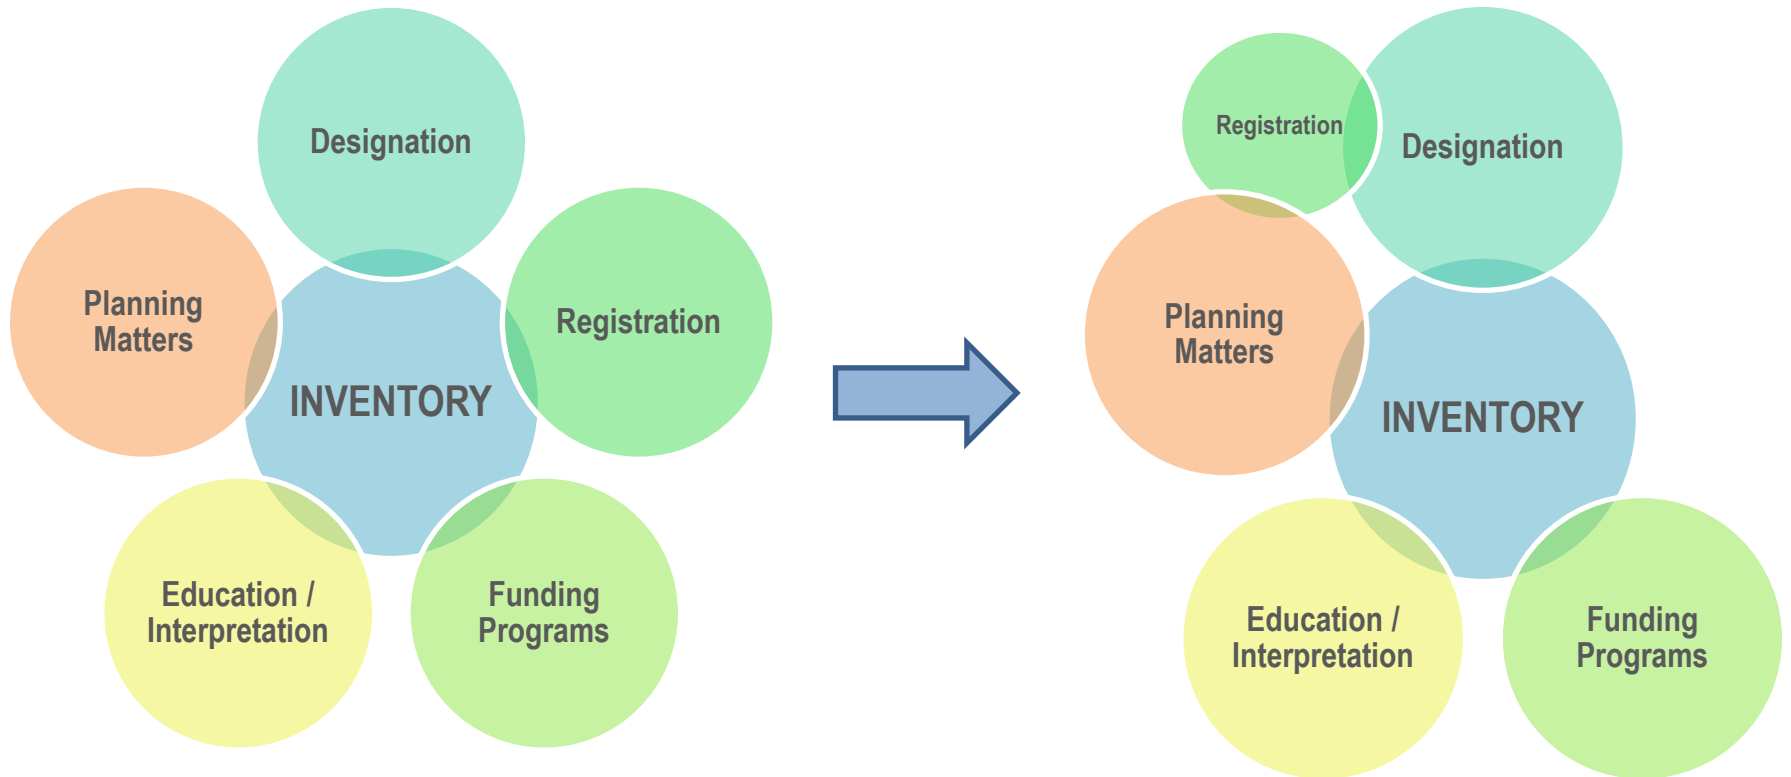 Designation
Planning
Matters
Registration
INVENTORY
Education /
Interpretation
Funding
Programs
Registration
Designation
Planning
Matters
INVENTORY
Education /
Interpretation
Funding
Programs